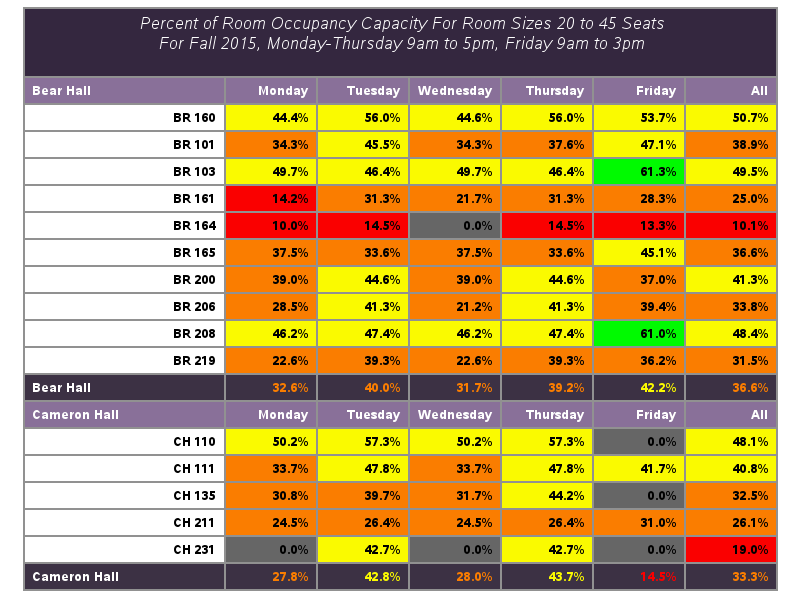 Percent of Room Occupancy Capacity For Room Sizes 20 to 45 Seats
For Fall 2015, Monday-Thursday 9am to 5pm, Friday 9am to 3pm
Bear Hall Monday Tuesday Wednesday Thursday Friday All
BR 160 44.4% 56.0% 44.6% 56.0% 53.7% 50.7%
BR 101 34.3% 45.5% 34.3% 37.6% 47.1% 38.9%
BR 103 49.7% 46.4% 49.7% 46.4% 61.3% 49.5%
BR 161 14.2% 31.3% 21.7% 31.3% 28.3% 25.0%
BR 164 10.0% 14.5% 0.0% 14.5% 13.3% 10.1%
BR 165 37.5% 33.6% 37.5% 33.6% 45.1% 36.6%
BR 200 39.0% 44.6% 39.0% 44.6% 37.0% 41.3%
BR 206 28.5% 41.3% 21.2% 41.3% 39.4% 33.8%
BR 208 46.2% 47.4% 46.2% 47.4% 61.0% 48.4%
BR 219 22.6% 39.3% 22.6% 39.3% 36.2% 31.5%
Bear Hall 32.6% 40.0% 31.7% 39.2% 42.2% 36.6%
Cameron Hall Monday Tuesday Wednesday Thursday Friday All
CH 110 50.2% 57.3% 50.2% 57.3% 0.0% 48.1%
CH 111 33.7% 47.8% 33.7% 47.8% 41.7% 40.8%
CH 135 30.8% 39.7% 31.7% 44.2% 0.0% 32.5%
CH 211 24.5% 26.4% 24.5% 26.4% 31.0% 26.1%
CH 231 0.0% 42.7% 0.0% 42.7% 0.0% 19.0%
Cameron Hall 27.8% 42.8% 28.0% 43.7% 14.5% 33.3%